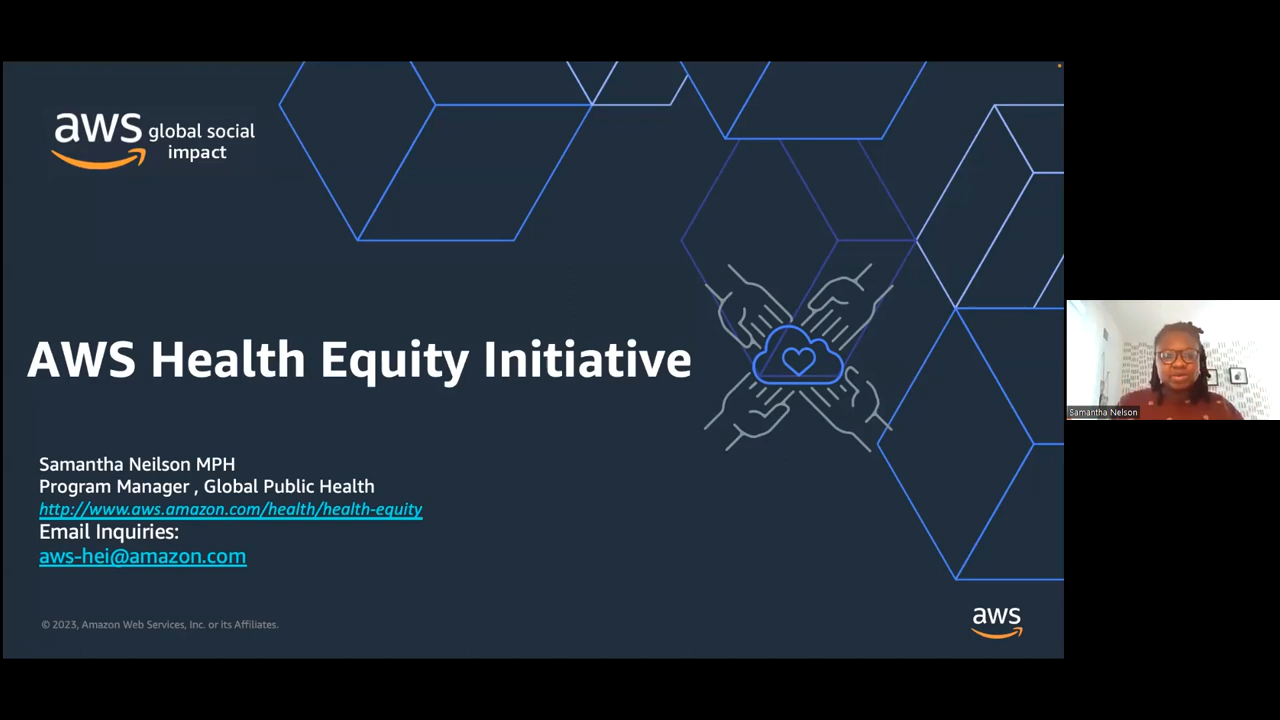 aws global social
impact
AWS Health Equity Initiative
Samantha Neilson MPH
Program Manager , Global Public Health
http://www.aws.amazon.com/health/health-equity
Email Inquiries:
aws-hei@amazon.com
© 2023, Amazon Web Services, Inc. or its Affiliates.
aws
Samantha Nelson